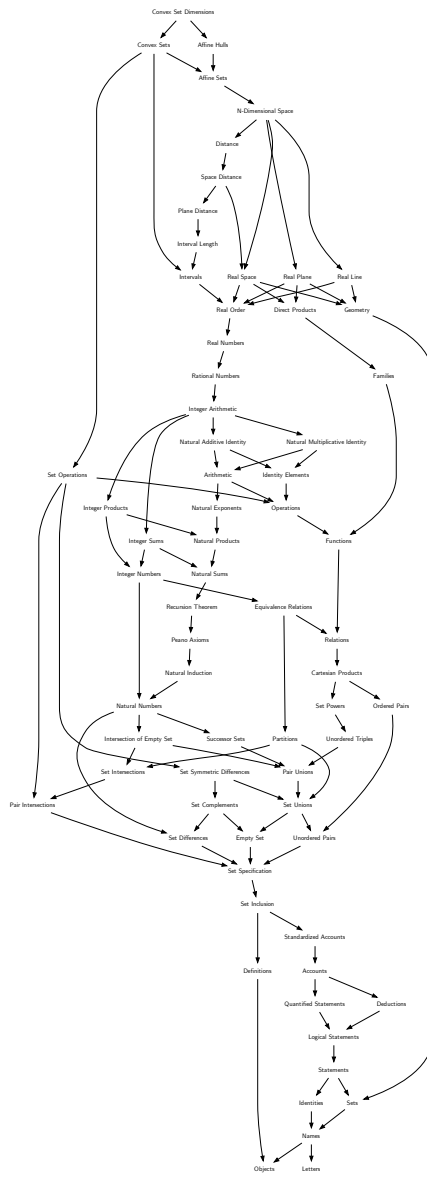 Convex Set Dimensions
Convex Sets
Affine Hulls
Affine Sets
N-Dimensional Space
Distance
Space Distance
Plane Distance
Interval Length
Intervals
Real Space
Real Plane
Real Line
Real Order
Direct Products
Geometry
Real Numbers
Rational Numbers
Families
Integer Arithmetic
Natural Additive Identity
Natural Multiplicative Identity
Set Operations
Arithmetic
Identity Elements
Integer Products
Natural Exponents
Operations
Integer Sums
Natural Products
Functions
Integer Numbers
Natural Sums
Recursion Theorem
Equivalence Relations
Peano Axioms
Relations
Natural Induction
Cartesian Products
Natural Numbers
Set Powers
Ordered Pairs
Intersection of Empty Set
Successor Sets
Partitions
Unordered Triples
Set Intersections
Set Symmetric Differences
Pair Unions
Pair Intersections
Set Complements
Set Unions
Set Differences
Empty Set
Unordered Pairs
Set Specification
Set Inclusion
Standardized Accounts
Definitions
Accounts
Quantified Statements
Deductions
Logical Statements
Statements
Identities
Sets
Names
Objects
Letters